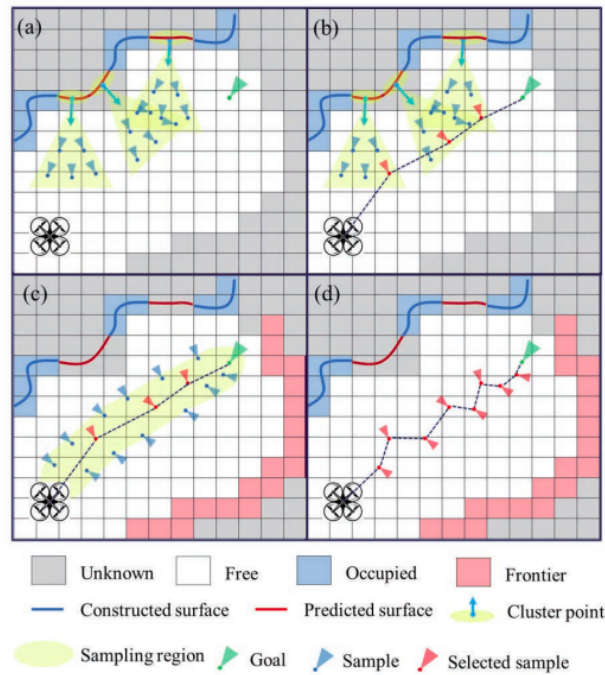 (a) (b)
(c) (d)
Unknown Free Occupied Frontier
Constructed surface Predicted surface Cluster point
Sampling region Goal Sample Selected sample